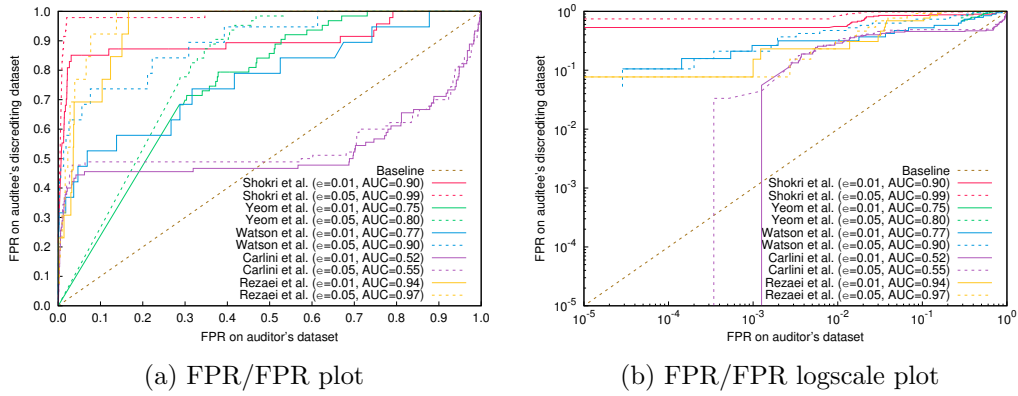 1.0
0.9
0.8
0.7
0.6
0.5
0.4
0.3
0.2
0.1
0.0
0.0 0.1 0.2 0.3 0.4 0.5 0.6 0.7 0.8 0.9 1.0
FPR on auditee's discrediting dataset
FPR on auditor's dataset
Baseline
Shokri et al. (e=0.01, AUC=0.90)
Shokri et al. (e=0.05, AUC=0.99)
Yeom et al. (e=0.01, AUC=0.75)
Yeom et al. (e=0.05, AUC=0.80)
Watson et al. (e=0.01, AUC=0.77)
Watson et al. (e=0.05, AUC=0.90)
Carlini et al. (e=0.01, AUC=0.52)
Carlini et al. (e=0.05, AUC=0.55)
Rezaei et al. (e=0.01, AUC=0.94)
Rezaei et al. (e=0.05, AUC=0.97)
(a) FPR/FPR plot
10⁰
10⁻¹
10⁻²
10⁻³
10⁻⁴
10⁻⁵
10⁻⁵ 10⁻⁴ 10⁻³ 10⁻² 10⁻¹ 10⁰
FPR on auditee's discrediting dataset
FPR on auditor's dataset
Baseline
Shokri et al. (e=0.01, AUC=0.90)
Shokri et al. (e=0.05, AUC=0.99)
Yeom et al. (e=0.01, AUC=0.75)
Yeom et al. (e=0.05, AUC=0.80)
Watson et al. (e=0.01, AUC=0.77)
Watson et al. (e=0.05, AUC=0.90)
Carlini et al. (e=0.01, AUC=0.52)
Carlini et al. (e=0.05, AUC=0.55)
Rezaei et al. (e=0.01, AUC=0.94)
Rezaei et al. (e=0.05, AUC=0.97)
(b) FPR/FPR logscale plot